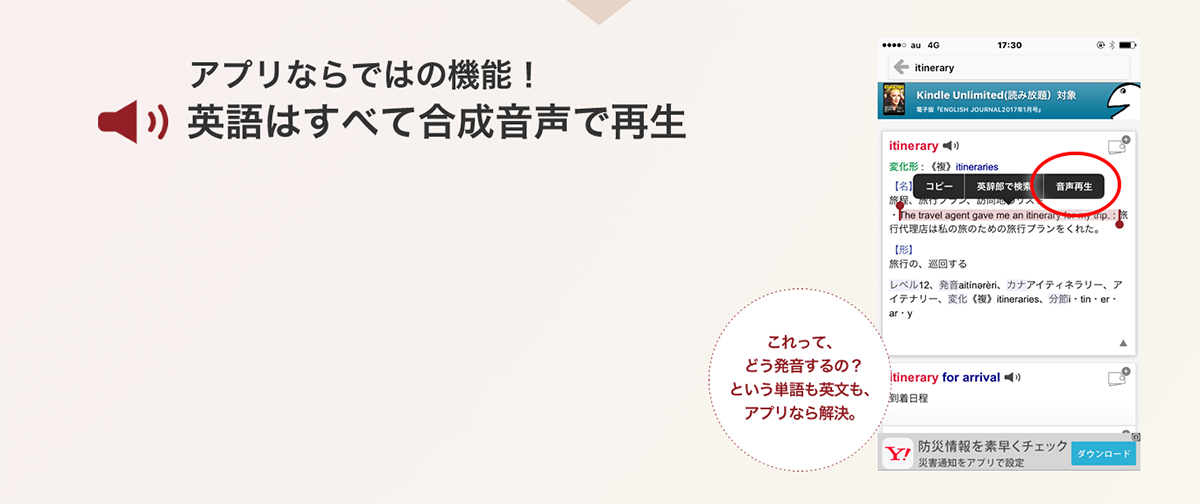 アプリならではの機能！
英語はすべて合成音声で再生
au 4G 17:30
itinerary
Kindle Unlimited(読み放題）対象
電子版「ENGLISH JOURNAL2017年1月号」
itinerary
変化形 : 《複》itineraries
コピー 英辞郎で検索 音声再生
【名】
旅程、旅行プラン、訪問地のリスト
・The travel agent gave me an itinerary for my trip. : 旅
行代理店は私の旅のための旅行プランをくれた。
【形】
旅行の、巡回する
レベル12、発音aitínərèri、カナアイティネラリー、ア
イテナリー、変化《複》itineraries、分節i・tin・er・
ar・y
これって、
どう発音するの？
という単語も英文も、
アプリなら解決。
itinerary for arrival
到着日程
Y!
防災情報を素早くチェック
災害通知をアプリで設定
ダウンロード